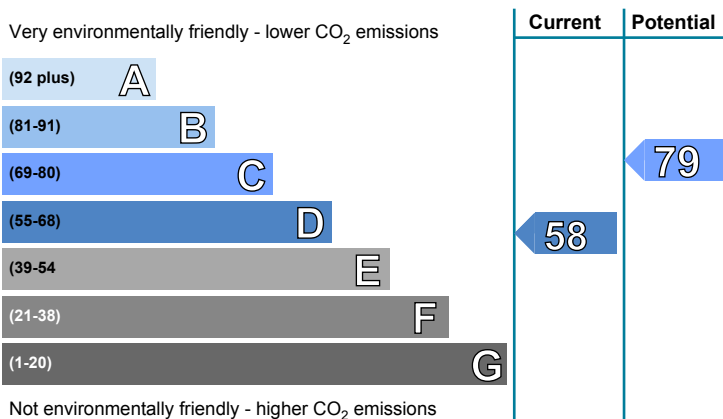 Current Potential
Very environmentally friendly - lower CO2 emissions
(92 plus) A
(81-91) B
(69-80) C
79
(55-68) D
58
(39-54 E
(21-38) F
(1-20) G
Not environmentally friendly - higher CO2 emissions